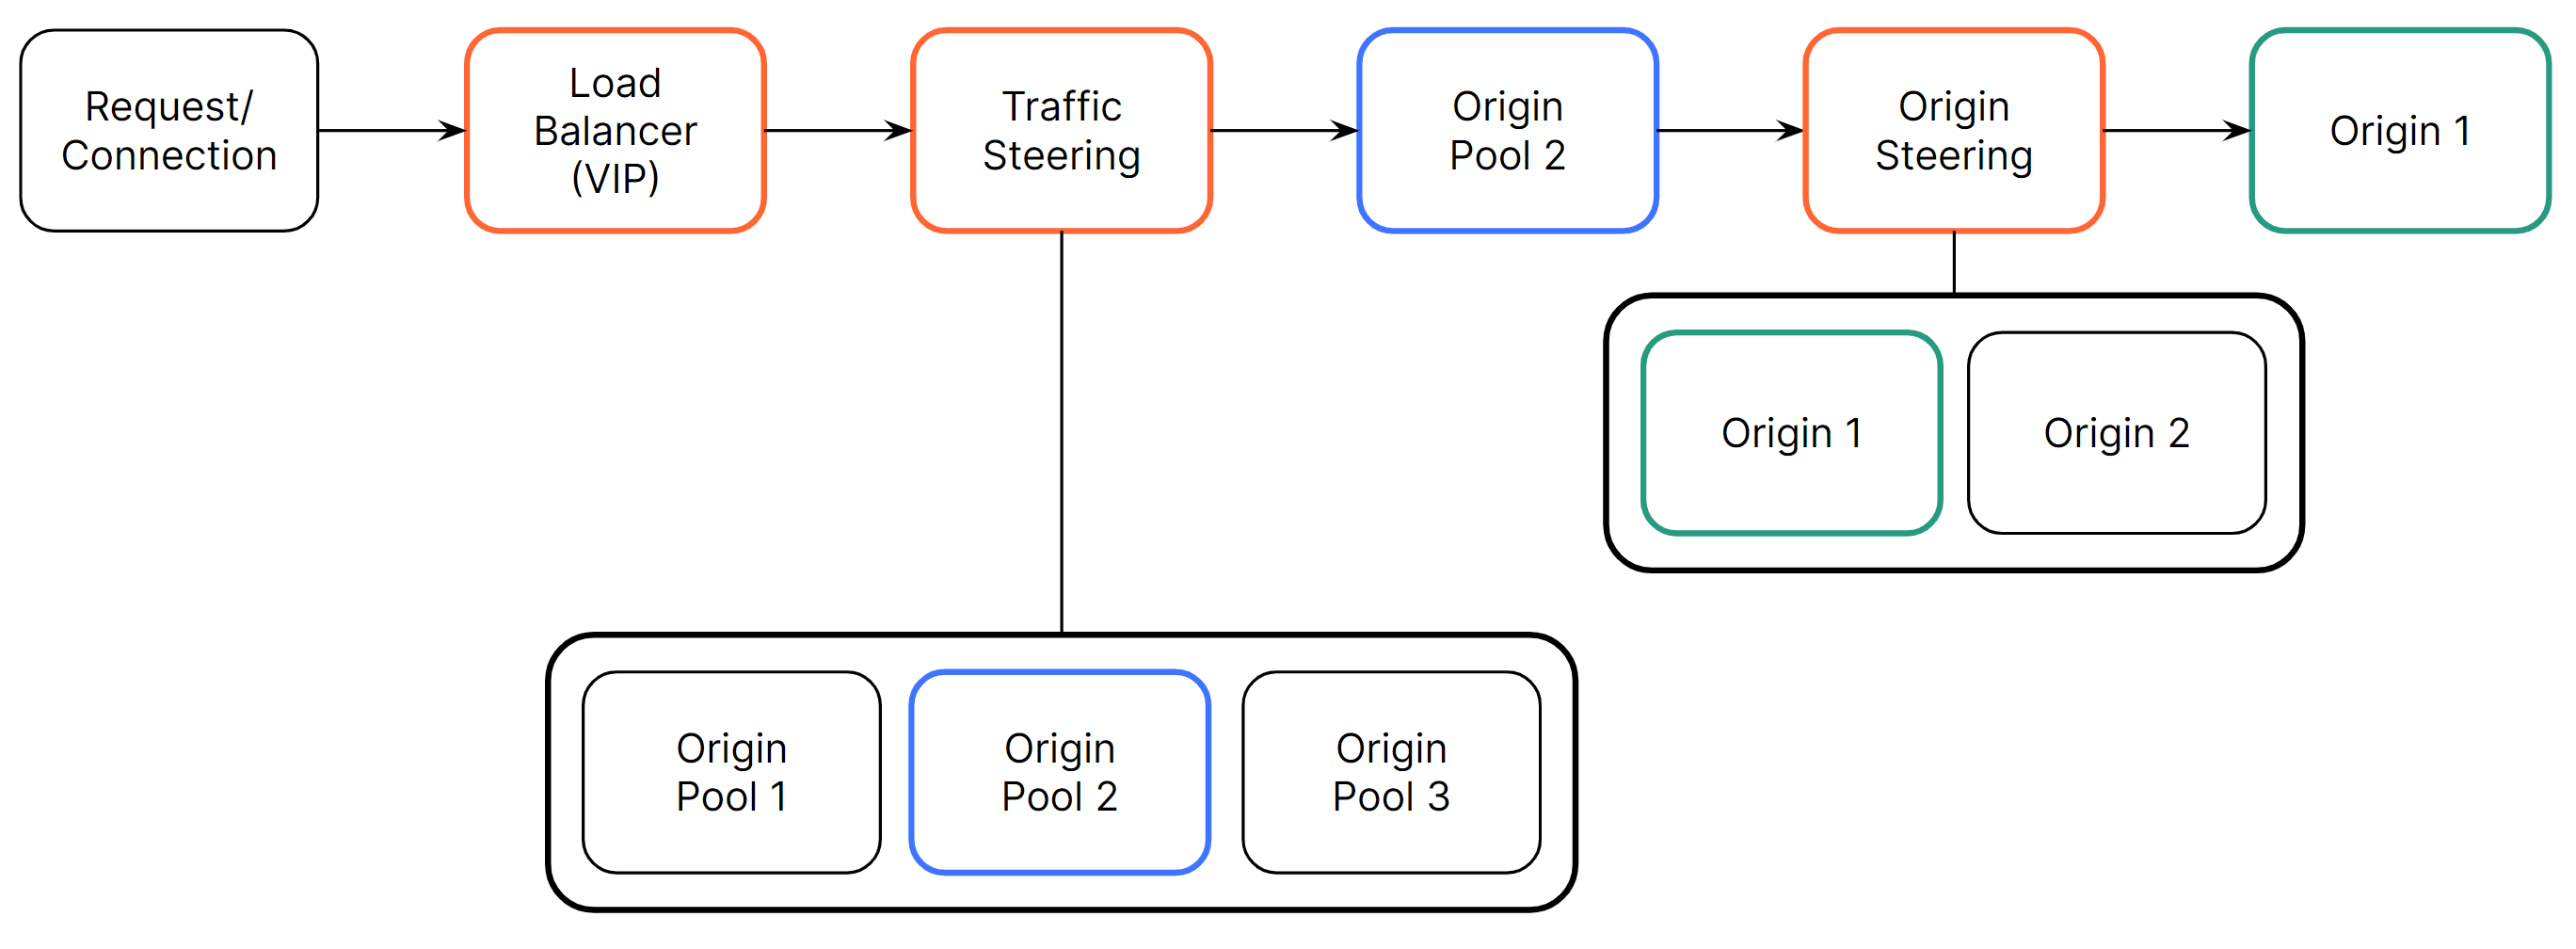 Request/
Connection
Load
Balancer
(VIP)
Traffic
Steering
Origin
Pool 2
Origin
Steering
Origin 1
Origin 1
Origin 2
Origin
Pool 1
Origin
Pool 2
Origin
Pool 3